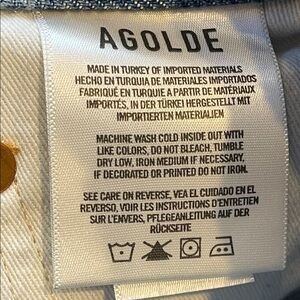 AGOLDE
MADE IN TURKEY OF IMPORTED MATERIALS
HECHO EN TURQUIA DE MATERIALES IMPORTADOS
FABRIQUÉ EN TURQUIE A PARTIR DE MATÉRIAUX
IMPORTÉS, IN DER TÜRKEI HERGESTELLT MIT
IMPORTIERTEN MATERIALIEN
MACHINE WASH COLD INSIDE OUT WITH
LIKE COLORS, DO NOT BLEACH, TUMBLE
DRY LOW, IRON MEDIUM IF NECESSARY,
IF DECORATED OR PRINTED DO NOT IRON.
SEE CARE ON REVERSE, VEA EL CUIDADO EN EL
REVERSO, VOIR LES INSTRUCTIONS D'ENTRETIEN
SUR L'ENVERS, PFLEGEANLEITUNG AUF DER
RÜCKSEITE